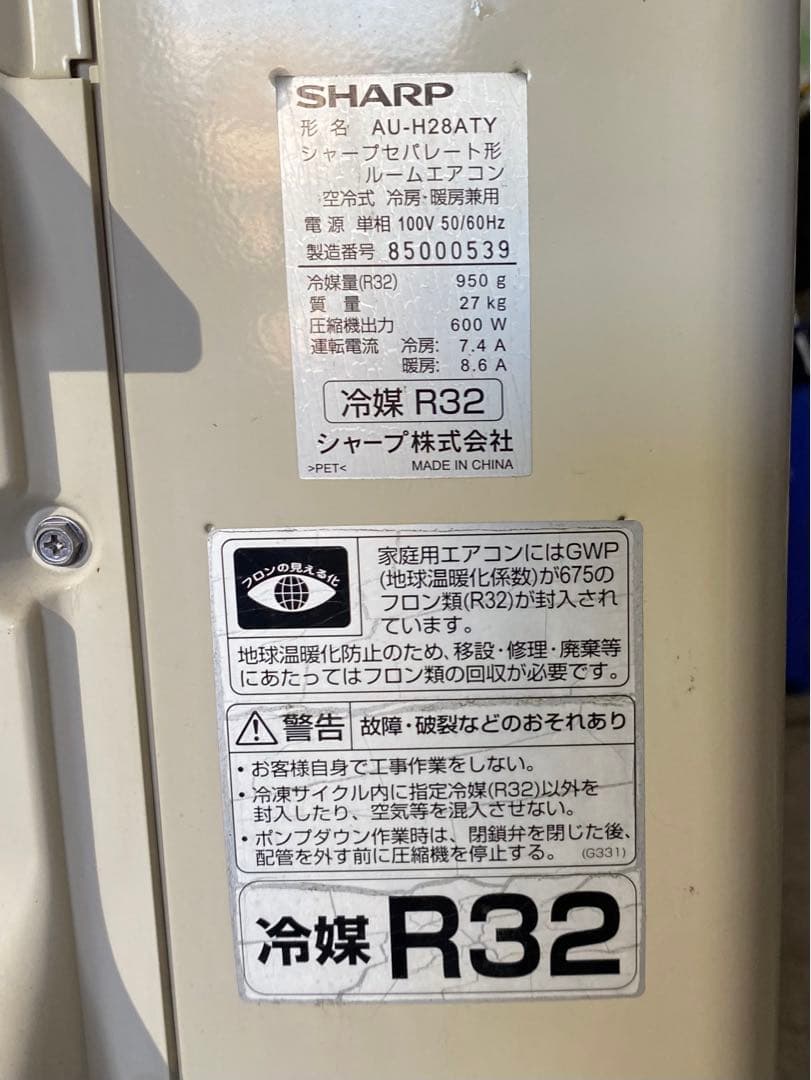 SHARP
形名 AU-H28ATY
シャープセパレート形
ルームエアコン
空冷式 冷房・暖房兼用
電源 単相 100V 50/60Hz
製造番号 85000539
冷媒量(R32) 950 g
質量 27 kg
圧縮機出力 600 W
運転電流 冷房: 7.4 A
暖房: 8.6 A
冷媒 R32
シャープ株式会社
>PET< MADE IN CHINA
フロンの見える化
家庭用エアコンにはGWP
(地球温暖化係数)が675の
フロン類(R32)が封入され
ています。
地球温暖化防止のため、移設・修理・廃棄等
にあたってはフロン類の回収が必要です。
警告 故障・破裂などのおそれあり
・お客様自身で工事作業をしない。
・冷凍サイクル内に指定冷媒(R32)以外を
封入したり、空気等を混入させない。
・ポンプダウン作業時は、閉鎖弁を閉じた後、
配管を外す前に圧縮機を停止する。 (G331)
冷媒 R32